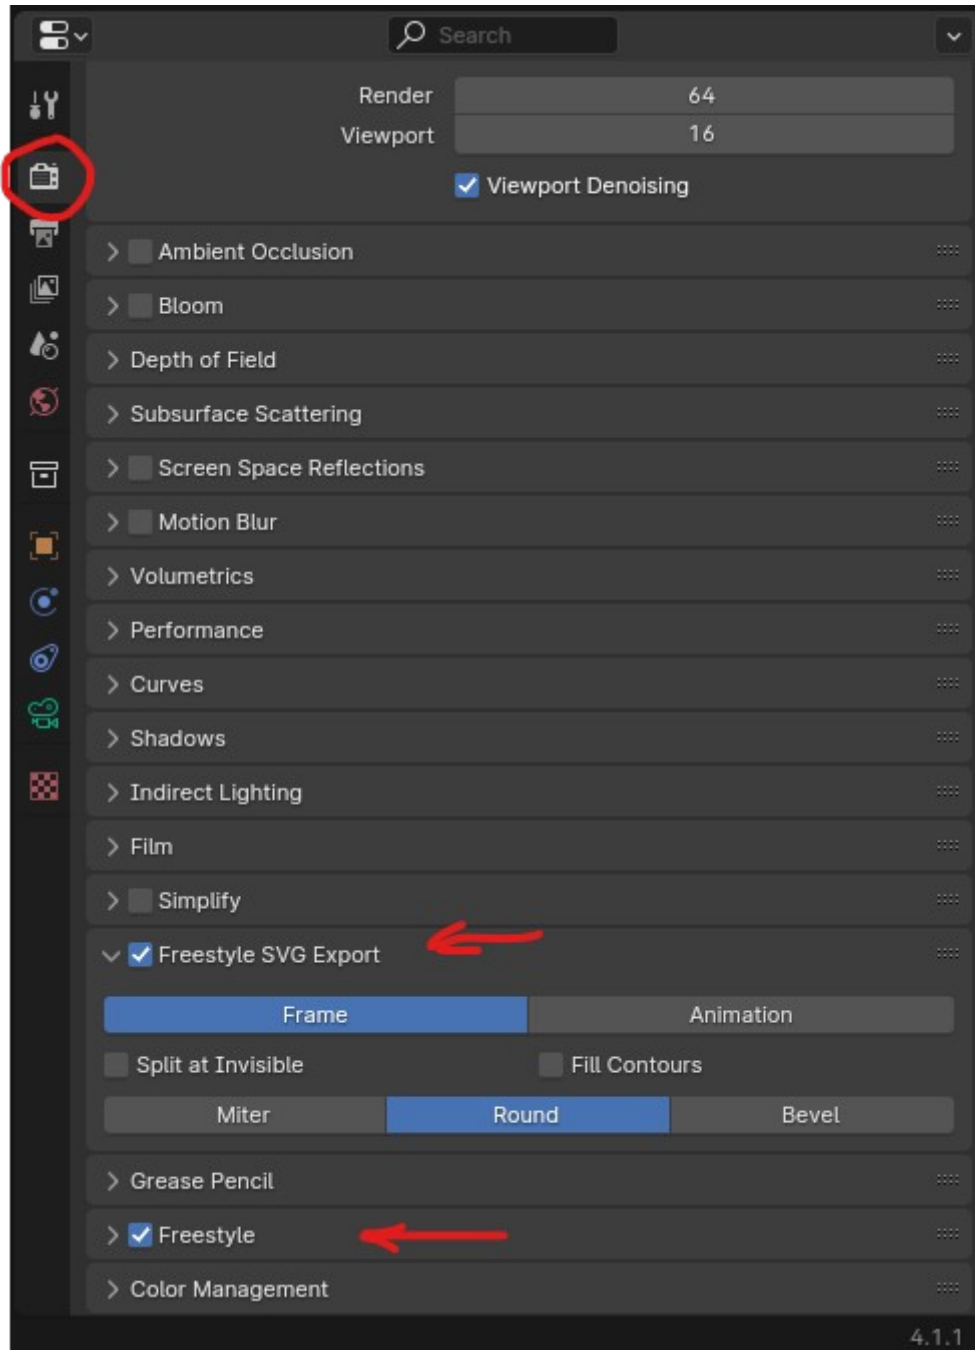 Search
Render 64
Viewport 16
Viewport Denoising
Ambient Occlusion
Bloom
Depth of Field
Subsurface Scattering
Screen Space Reflections
Motion Blur
Volumetrics
Performance
Curves
Shadows
Indirect Lighting
Film
Simplify
Freestyle SVG Export
Frame Animation
Split at Invisible Fill Contours
Miter Round Bevel
Grease Pencil
Freestyle
Color Management
4.1.1